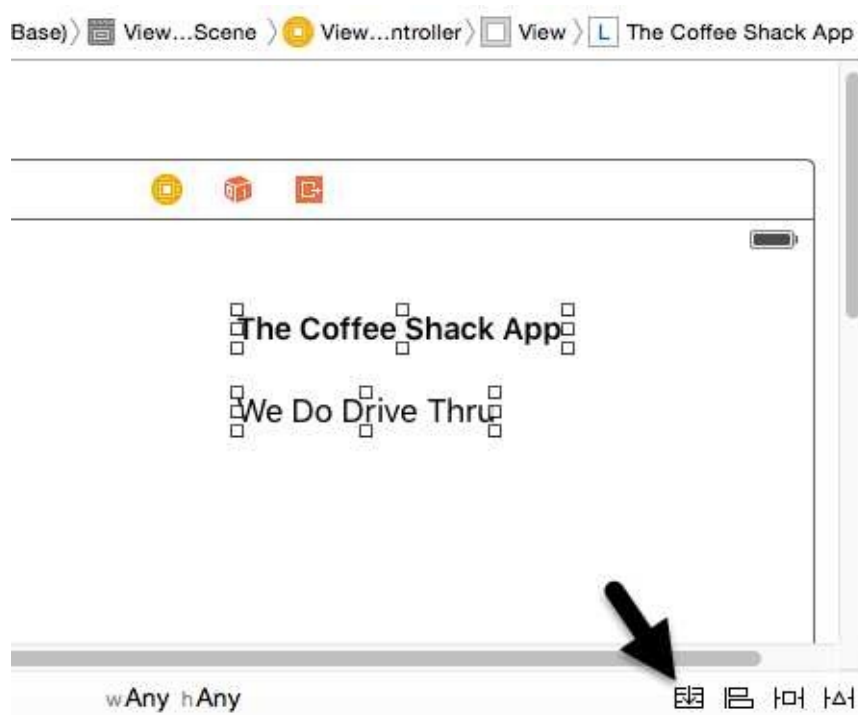 Base) View...Scene View...ntroller View L The Coffee Shack App
The Coffee Shack App
We Do Drive Thru
wAny hAny